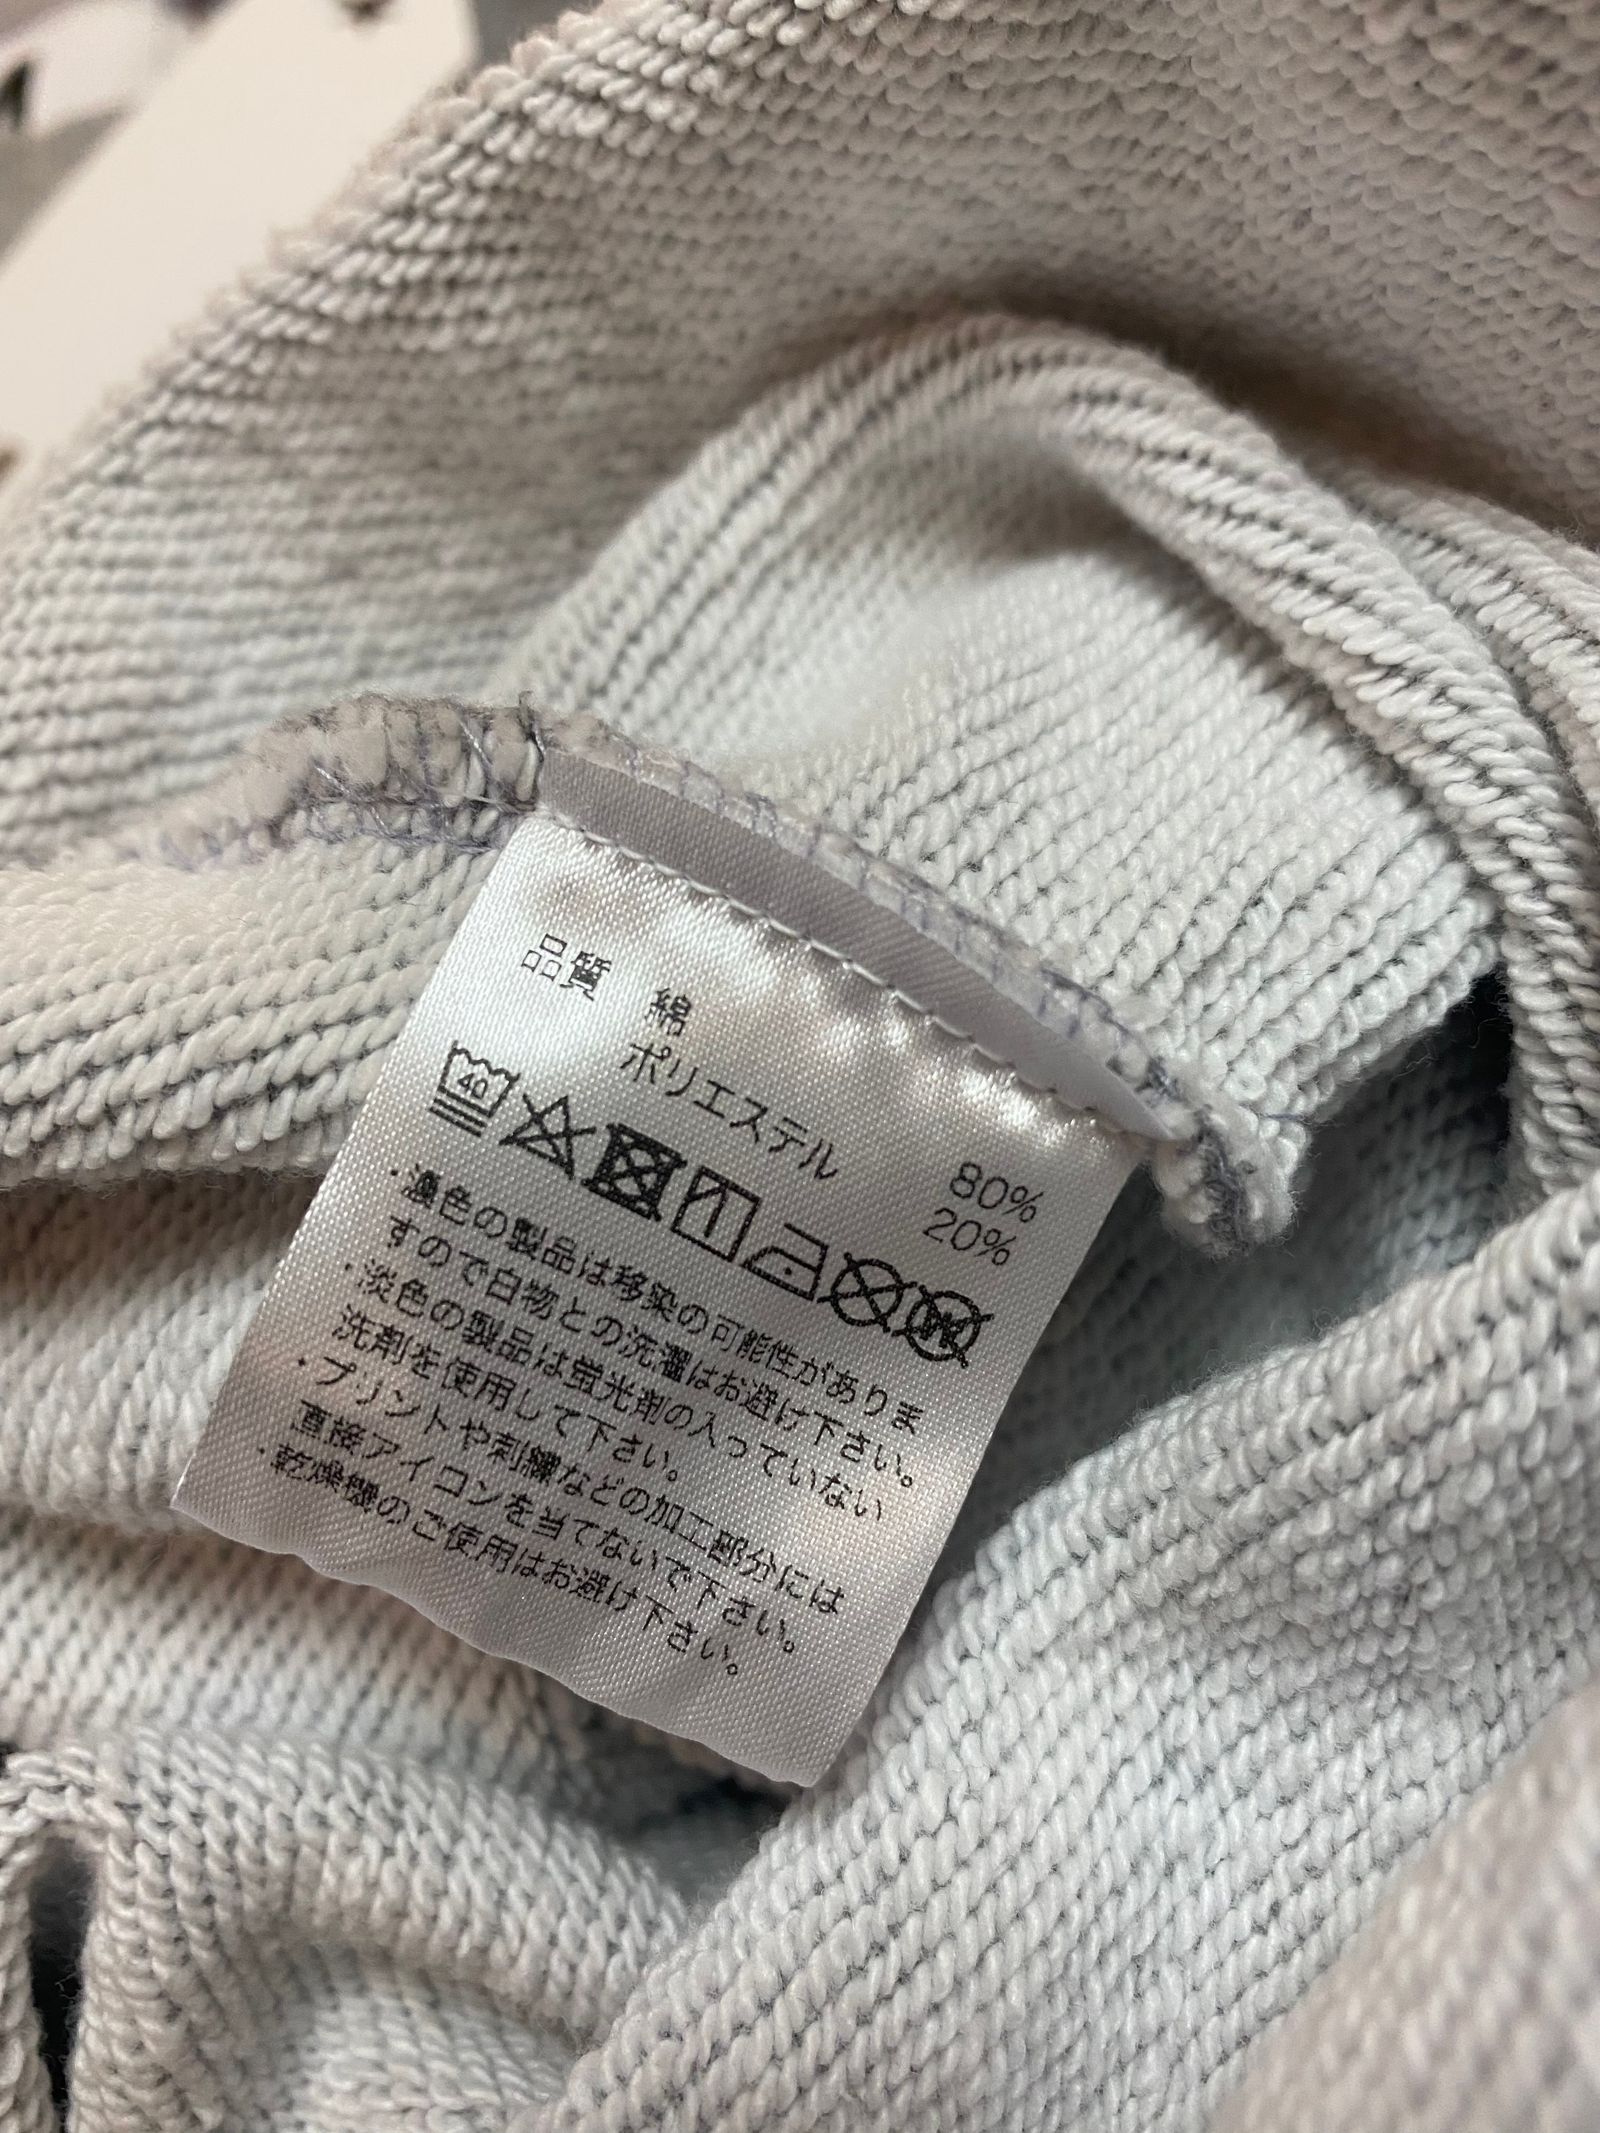 品質 綿 80%
ポリエステル 20%
40
・濃色の製品は移染の可能性がありま
すので白物との洗濯はお避け下さい。
・淡色の製品は蛍光剤の入っていない
洗剤を使用して下さい。
・プリントや刺繍などの加工部分には
直接アイコンを当てないで下さい。
・乾燥機のご使用はお避け下さい。